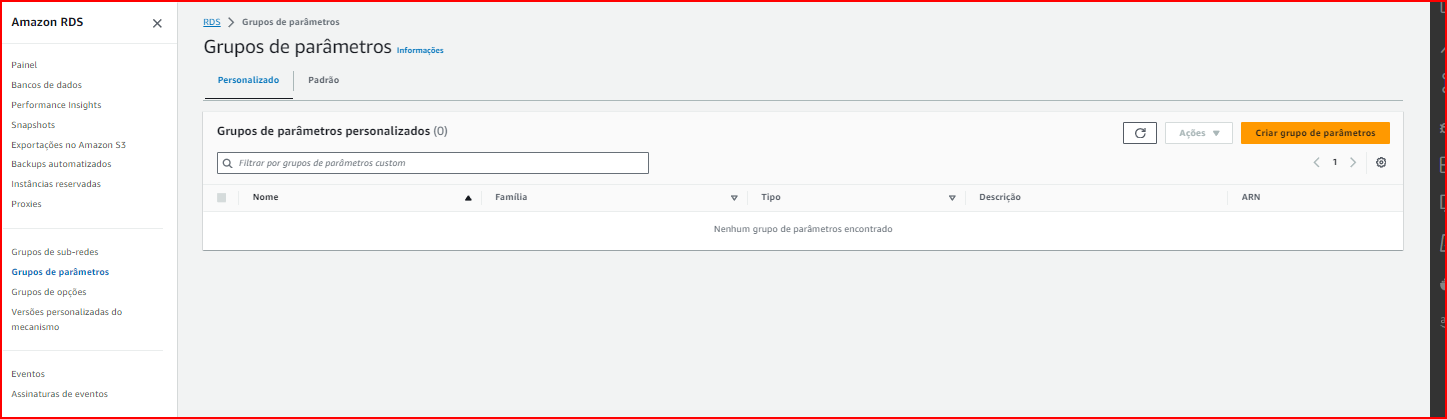 Amazon RDS
Painel
Bancos de dados
Performance Insights
Snapshots
Exportações no Amazon S3
Backups automatizados
Instâncias reservadas
Proxies
Grupos de sub-redes
Grupos de parâmetros
Grupos de opções
Versões personalizadas do
mecanismo
Eventos
Assinaturas de eventos
RDS > Grupos de parâmetros
Grupos de parâmetros Informações
Personalizado Padrão
Grupos de parâmetros personalizados (0)
Ações Criar grupo de parâmetros
Filtrar por grupos de parâmetros custom
1
Nome Família Tipo Descrição ARN
Nenhum grupo de parâmetros encontrado